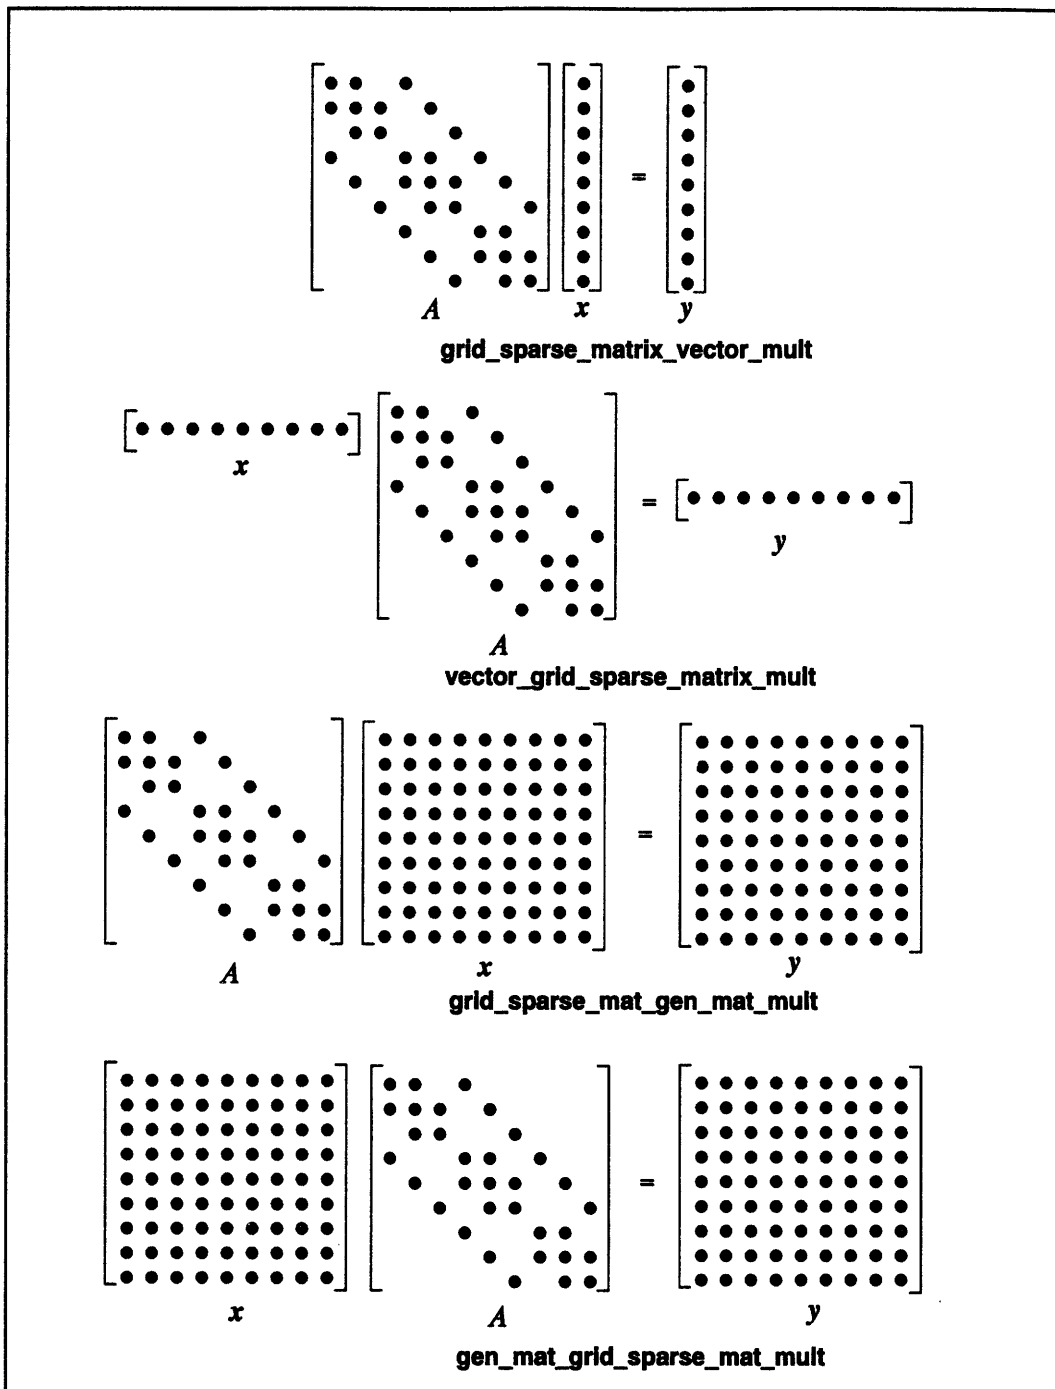 =
A x y
grid_sparse_matrix_vector_mult
x
=
y
A
vector_grid_sparse_matrix_mult
=
A x y
grid_sparse_mat_gen_mat_mult
=
x A y
gen_mat_grid_sparse_mat_mult